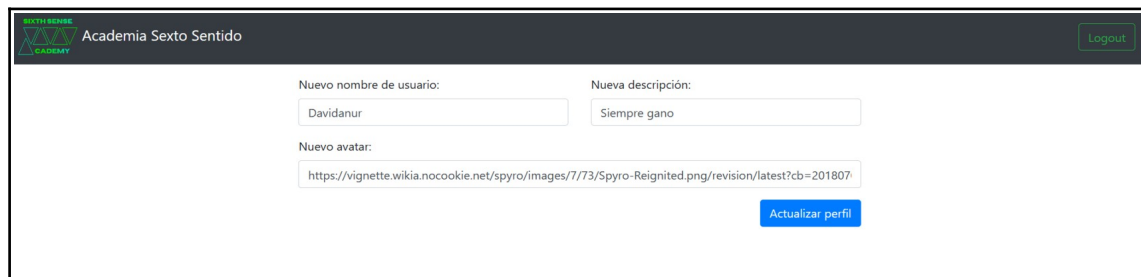 SIXTH SENSE
CADEMY
Academia Sexto Sentido
Logout
Nuevo nombre de usuario:
Nueva descripción:
Davidanur
Siempre gano
Nuevo avatar:
https://vignette.wikia.nocookie.net/spyro/images/7/73/Spyro-Reignited.png/revision/latest?cb=201807
Actualizar perfil